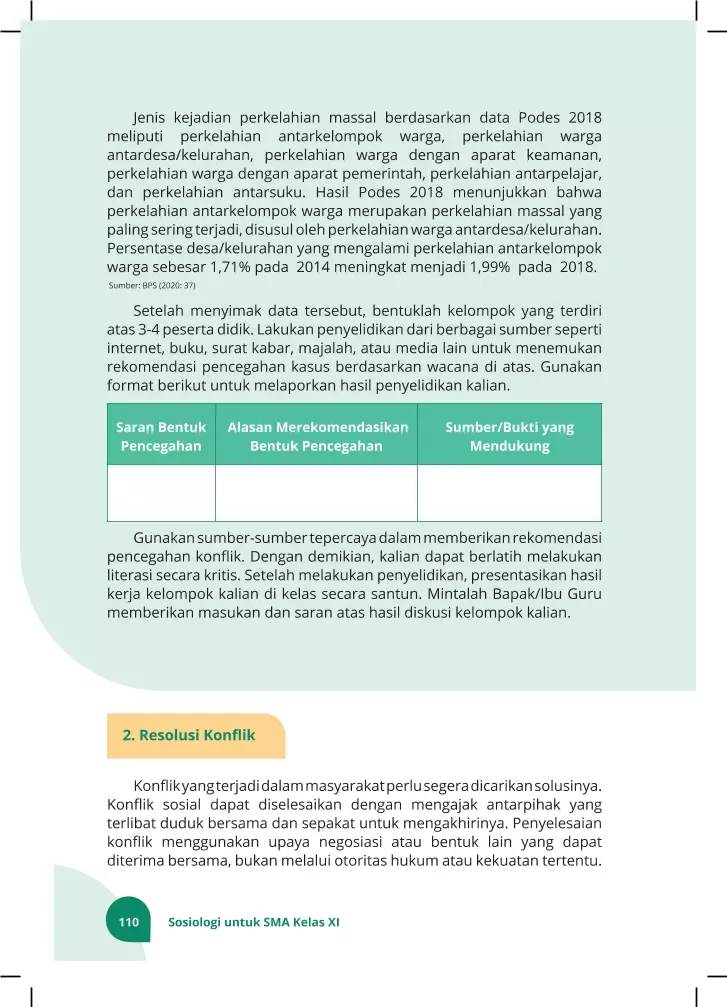 Jenis kejadian perkelahian massal berdasarkan data Podes 2018
meliputi perkelahian antarkelompok warga, perkelahian warga
antardesa/kelurahan, perkelahian warga dengan aparat keamanan,
perkelahian warga dengan aparat pemerintah, perkelahian antarpelajar,
dan perkelahian antarsuku. Hasil Podes 2018 menunjukkan bahwa
perkelahian antarkelompok warga merupakan perkelahian massal yang
paling sering terjadi, disusul oleh perkelahian warga antardesa/kelurahan.
Persentase desa/kelurahan yang mengalami perkelahian antarkelompok
warga sebesar 1,71% pada 2014 meningkat menjadi 1,99% pada 2018.
Sumber: BPS (2020: 37)
Setelah menyimak data tersebut, bentuklah kelompok yang terdiri
atas 3-4 peserta didik. Lakukan penyelidikan dari berbagai sumber seperti
internet, buku, surat kabar, majalah, atau media lain untuk menemukan
rekomendasi pencegahan kasus berdasarkan wacana di atas. Gunakan
format berikut untuk melaporkan hasil penyelidikan kalian.
Saran Bentuk
Pencegahan
Alasan Merekomendasikan
Bentuk Pencegahan
Sumber/Bukti yang
Mendukung
Gunakan sumber-sumber tepercaya dalam memberikan rekomendasi
pencegahan konflik. Dengan demikian, kalian dapat berlatih melakukan
literasi secara kritis. Setelah melakukan penyelidikan, presentasikan hasil
kerja kelompok kalian di kelas secara santun. Mintalah Bapak/Ibu Guru
memberikan masukan dan saran atas hasil diskusi kelompok kalian.
2. Resolusi Konflik
Konflik yang terjadi dalam masyarakat perlu segera dicarikan solusinya.
Konflik sosial dapat diselesaikan dengan mengajak antarpihak yang
terlibat duduk bersama dan sepakat untuk mengakhirinya. Penyelesaian
konflik menggunakan upaya negosiasi atau bentuk lain yang dapat
diterima bersama, bukan melalui otoritas hukum atau kekuatan tertentu.
110
Sosiologi untuk SMA Kelas XI